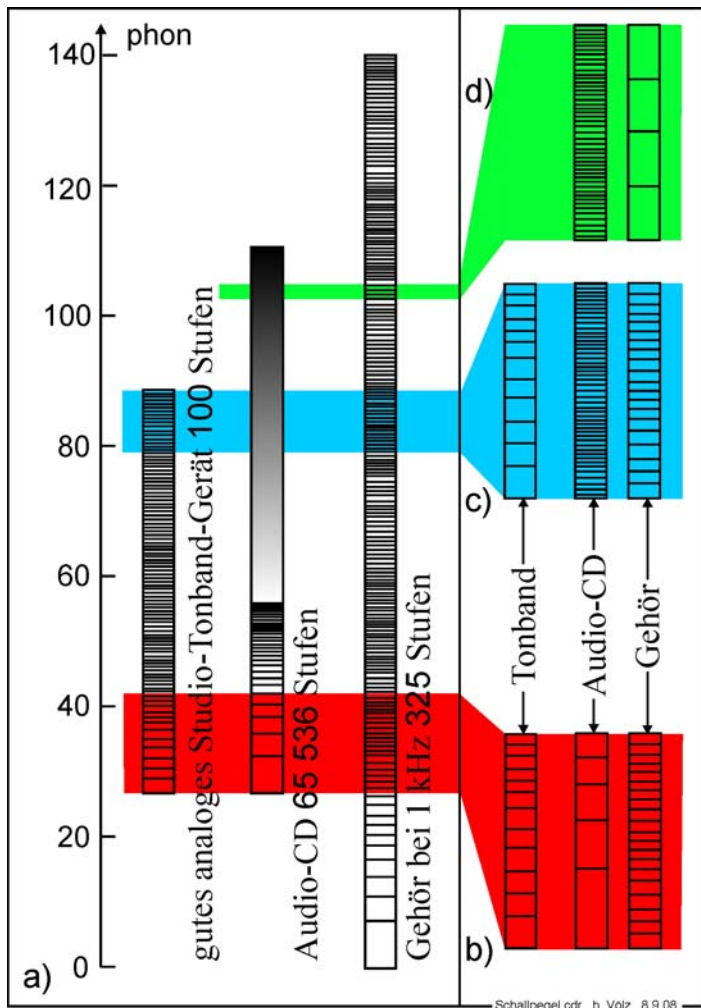 phon
140
120
100
80
60
40
20
0
a)
gutes analoges Studio-Tonband-Gerät 100 Stufen
Audio-CD 65 536 Stufen
Gehör bei 1 kHz 325 Stufen
d)
c)
Tonband
Audio-CD
Gehör
b)
Schallpegel.cdr h. Völz 8.9.08